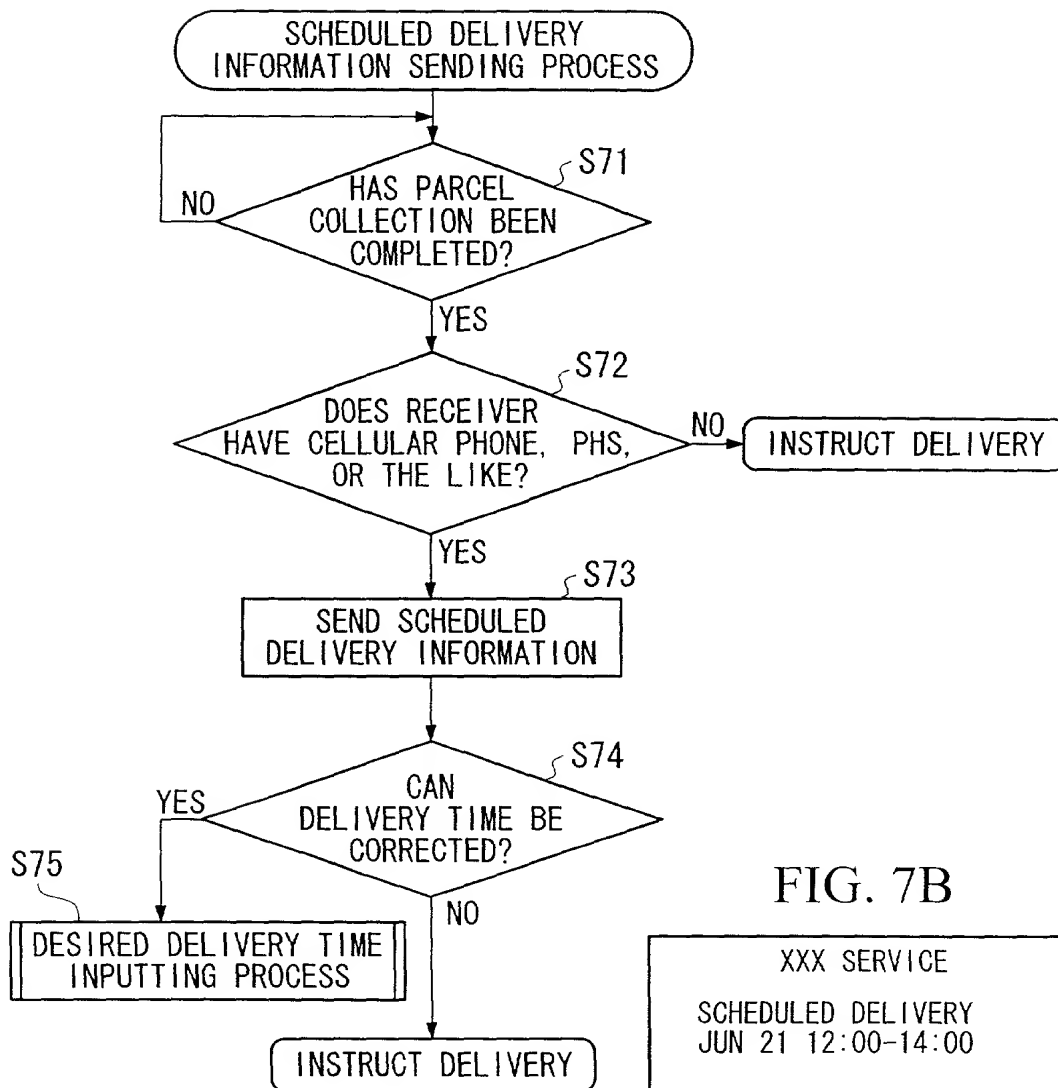 SCHEDULED DELIVERY
INFORMATION SENDING PROCESS
S71
HAS PARCEL
COLLECTION BEEN
COMPLETED?
NO
YES
S72
DOES RECEIVER
HAVE CELLULAR PHONE, PHS,
OR THE LIKE?
NO
INSTRUCT DELIVERY
YES
S73
SEND SCHEDULED
DELIVERY INFORMATION
S74
CAN
DELIVERY TIME BE
CORRECTED?
YES
S75
NO
DESIRED DELIVERY TIME
INPUTTING PROCESS
INSTRUCT DELIVERY
FIG. 7B
XXX SERVICE
SCHEDULED DELIVERY
JUN 21 12:00-14:00